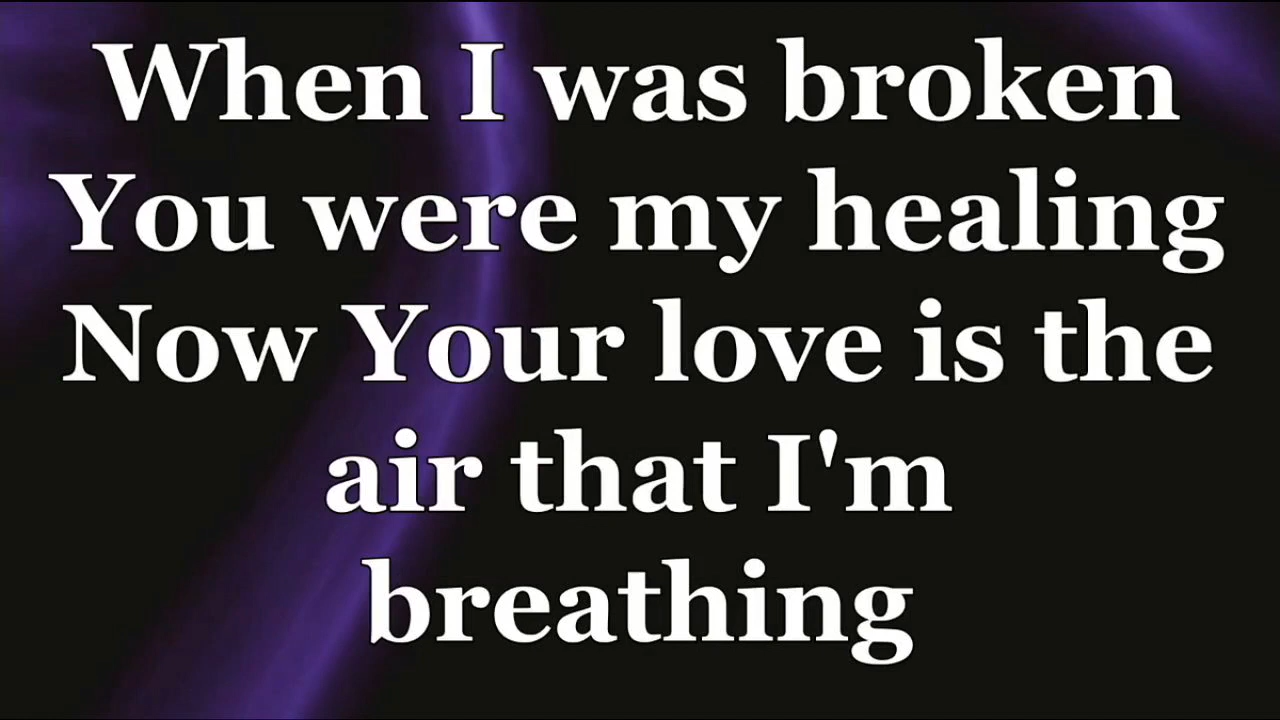 When I was broken
You were my healing
Now Your love is the
air that I'm
breathing